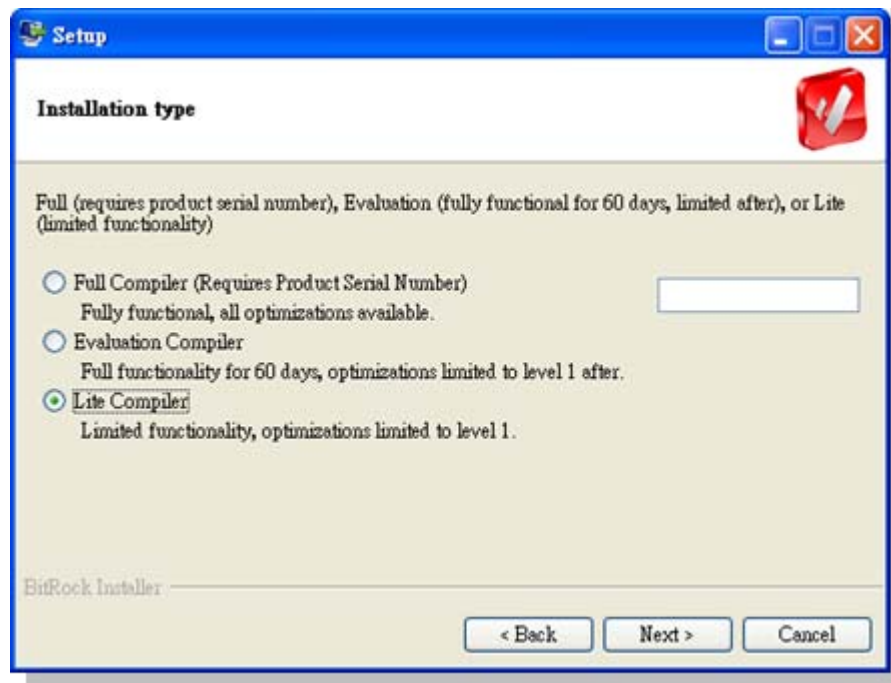 Setup
Installation type
Full (requires product serial number), Evaluation (fully functional for 60 days, limited after), or Lite
(limited functionality)
Full Compiler (Requires Product Serial Number)
Fully functional, all optimizations available.
Evaluation Compiler
Full functionality for 60 days, optimizations limited to level 1 after.
Lite Compiler
Limited functionality, optimizations limited to level 1.
BitRock Installer
< Back Next > Cancel